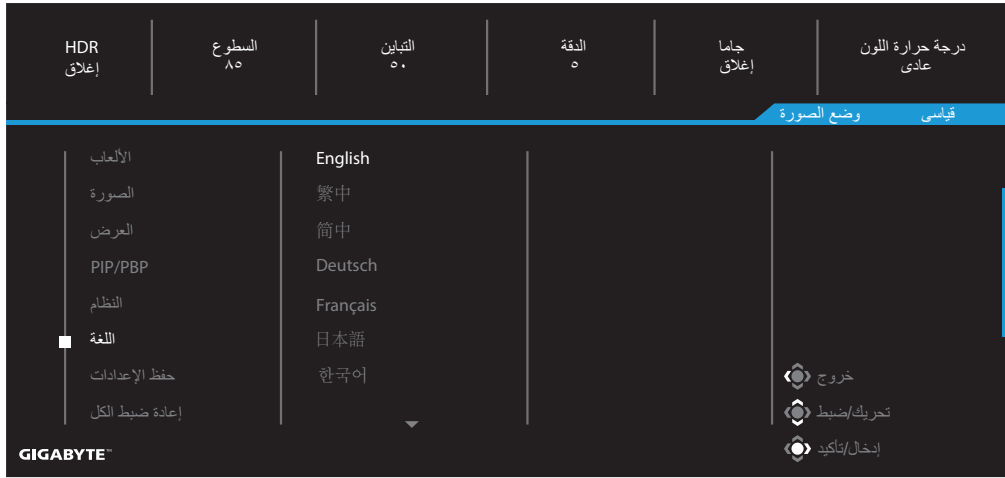 HDR
إغلاق
السطوع
٨٥
التباين
٥٠
الدقة
٥
جاما
إغلاق
درجة حرارة اللون
عادى
وضع الصورة
قياسى
الألعاب
الصورة
العرض
PIP/PBP
النظام
اللغة
حفظ الإعدادات
إعادة ضبط الكل
English
繁中
简中
Deutsch
Français
日本語
한국어
خروج
تحريك/ضبط
إدخال/تأكيد
GIGABYTE™